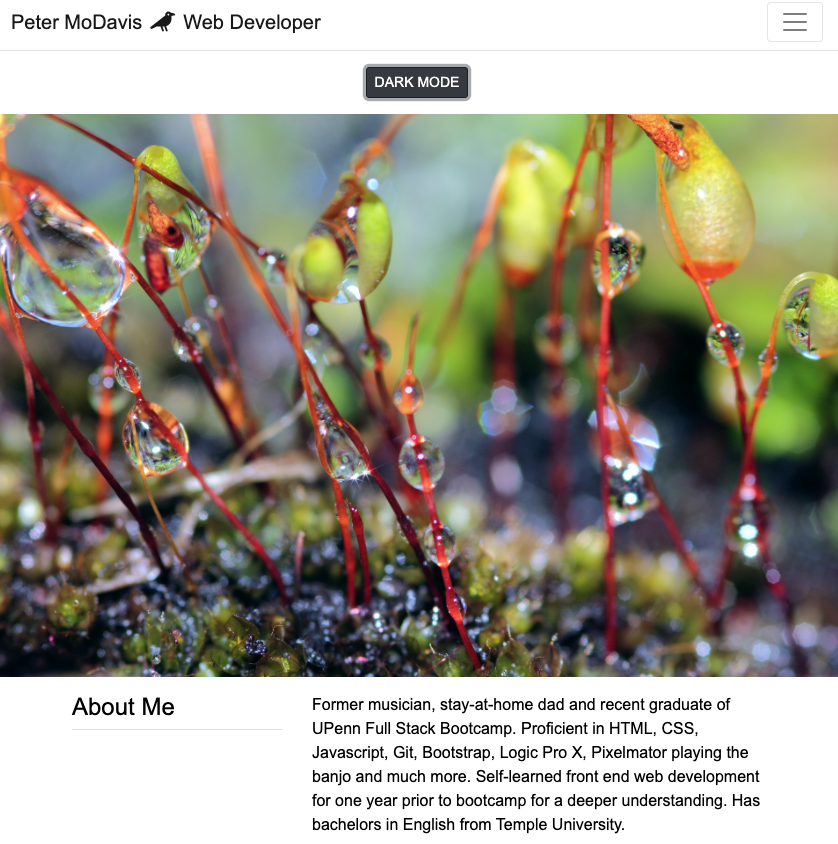 Peter MoDavis Web Developer
DARK MODE
About Me
Former musician, stay-at-home dad and recent graduate of
UPenn Full Stack Bootcamp. Proficient in HTML, CSS,
Javascript, Git, Bootstrap, Logic Pro X, Pixelmator playing the
banjo and much more. Self-learned front end web development
for one year prior to bootcamp for a deeper understanding. Has
bachelors in English from Temple University.